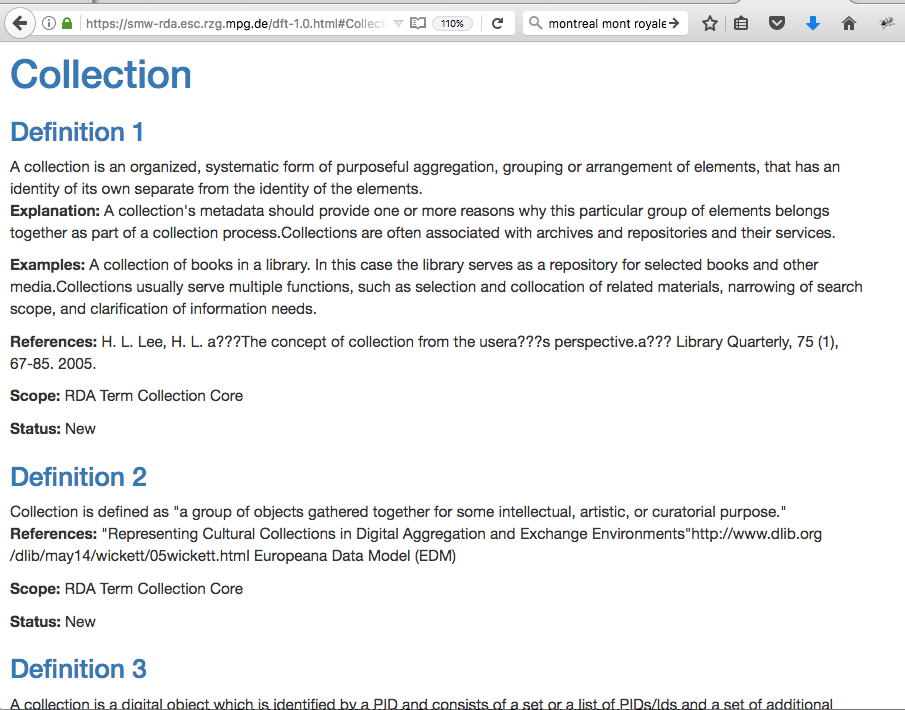 https://smw-rda.esc.rzg.mpg.de/dft-1.0.html#Collecti
110%
montreal mont royale
Collection
Definition 1
A collection is an organized, systematic form of purposeful aggregation, grouping or arrangement of elements, that has an
identity of its own separate from the identity of the elements.
Explanation: A collection's metadata should provide one or more reasons why this particular group of elements belongs
together as part of a collection process.Collections are often associated with archives and repositories and their services.
Examples: A collection of books in a library. In this case the library serves as a repository for selected books and other
media.Collections usually serve multiple functions, such as selection and collocation of related materials, narrowing of search
scope, and clarification of information needs.
References: H. L. Lee, H. L. a???The concept of collection from the usera???s perspective.a??? Library Quarterly, 75 (1),
67-85. 2005.
Scope: RDA Term Collection Core
Status: New
Definition 2
Collection is defined as "a group of objects gathered together for some intellectual, artistic, or curatorial purpose."
References: "Representing Cultural Collections in Digital Aggregation and Exchange Environments"http://www.dlib.org
/dlib/may14/wickett/05wickett.html Europeana Data Model (EDM)
Scope: RDA Term Collection Core
Status: New
Definition 3
A collection is a digital object which is identified by a PID and consists of a set or a list of PIDs/Ids and a set of additional